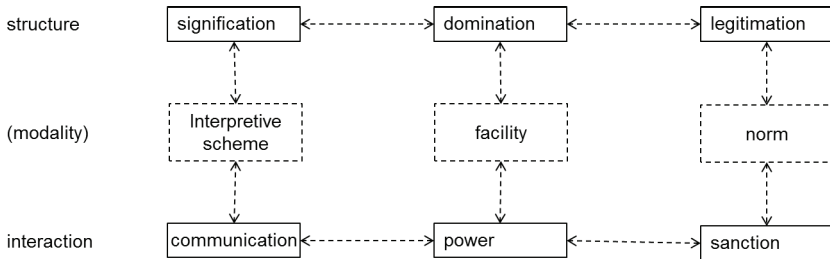 structure signification domination legitimation
(modality) Interpretive scheme facility norm
interaction communication power sanction